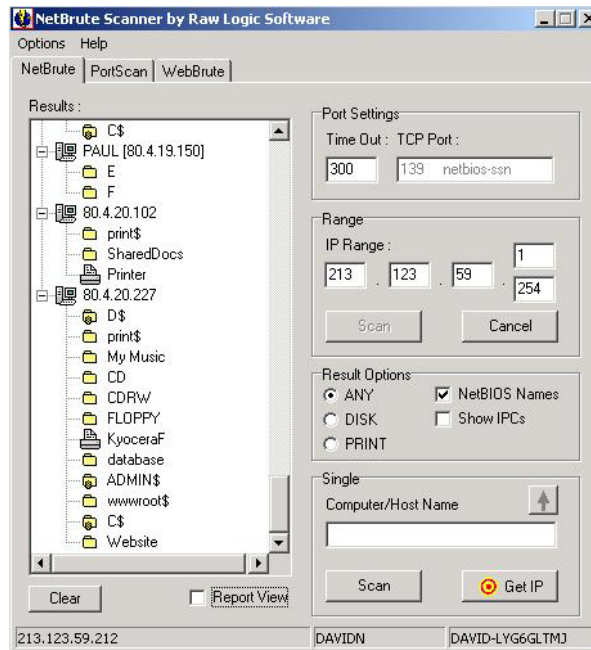 NetBrute Scanner by Raw Logic Software
Options Help
NetBrute PortScan WebBrute
Results :
C$
PAUL [80.4.19.150]
E
F
80.4.20.102
print$
SharedDocs
Printer
80.4.20.227
D$
print$
My Music
CD
CDRW
FLOPPY
KyoceraF
database
ADMIN$
wwwroot$
C$
Website
Clear
Report View
Port Settings
Time Out : TCP Port :
300 139 netbios-ssn
Range
IP Range :
213 . 123 . 59 . 1
254
Scan Cancel
Result Options
ANY
DISK
PRINT
NetBIOS Names
Show IPCs
Single
Computer/Host Name
Scan Get IP
213.123.59.212 DAVIDN DAVID-LYG6GLTMJ